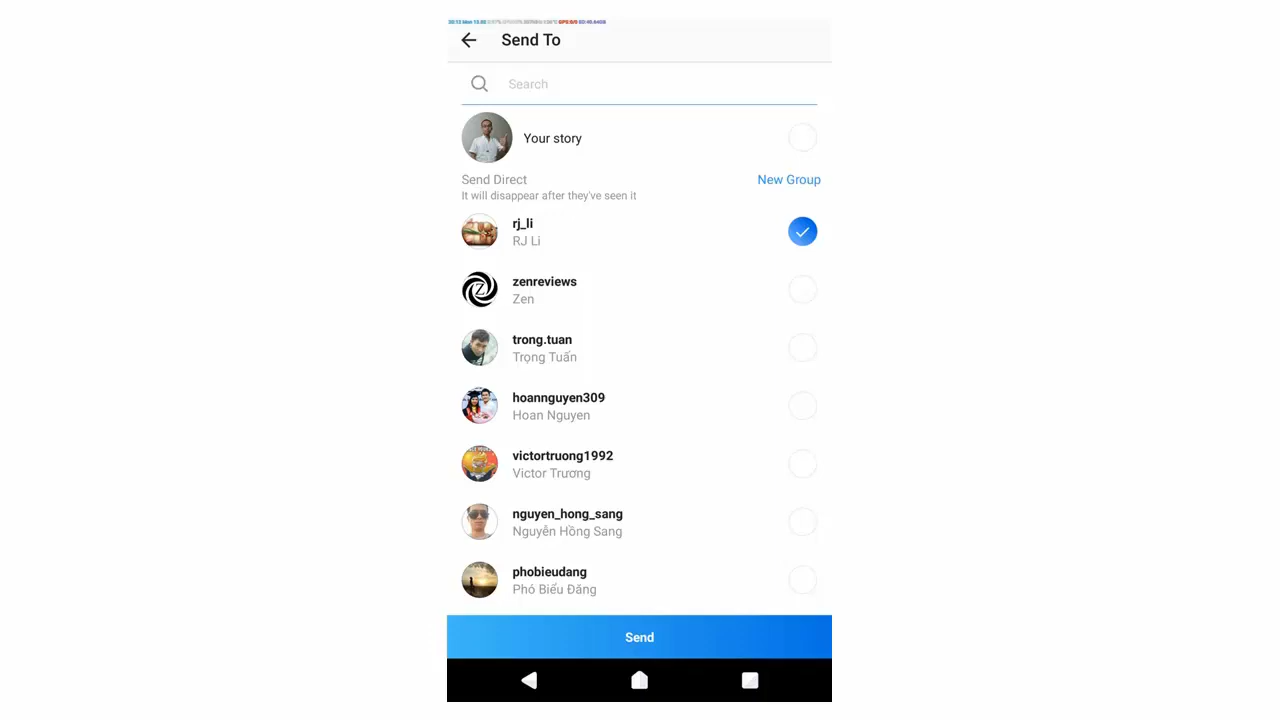 Send To
Search
Your story
Send Direct
New Group
It will disappear after they've seen it
rj_li
RJ Li
zenreviews
Zen
trong.tuan
Trọng Tuấn
hoannguyen309
Hoan Nguyen
victortruong1992
Victor Trương
nguyen_hong_sang
Nguyễn Hồng Sang
phobieudang
Phó Biểu Đăng
Send